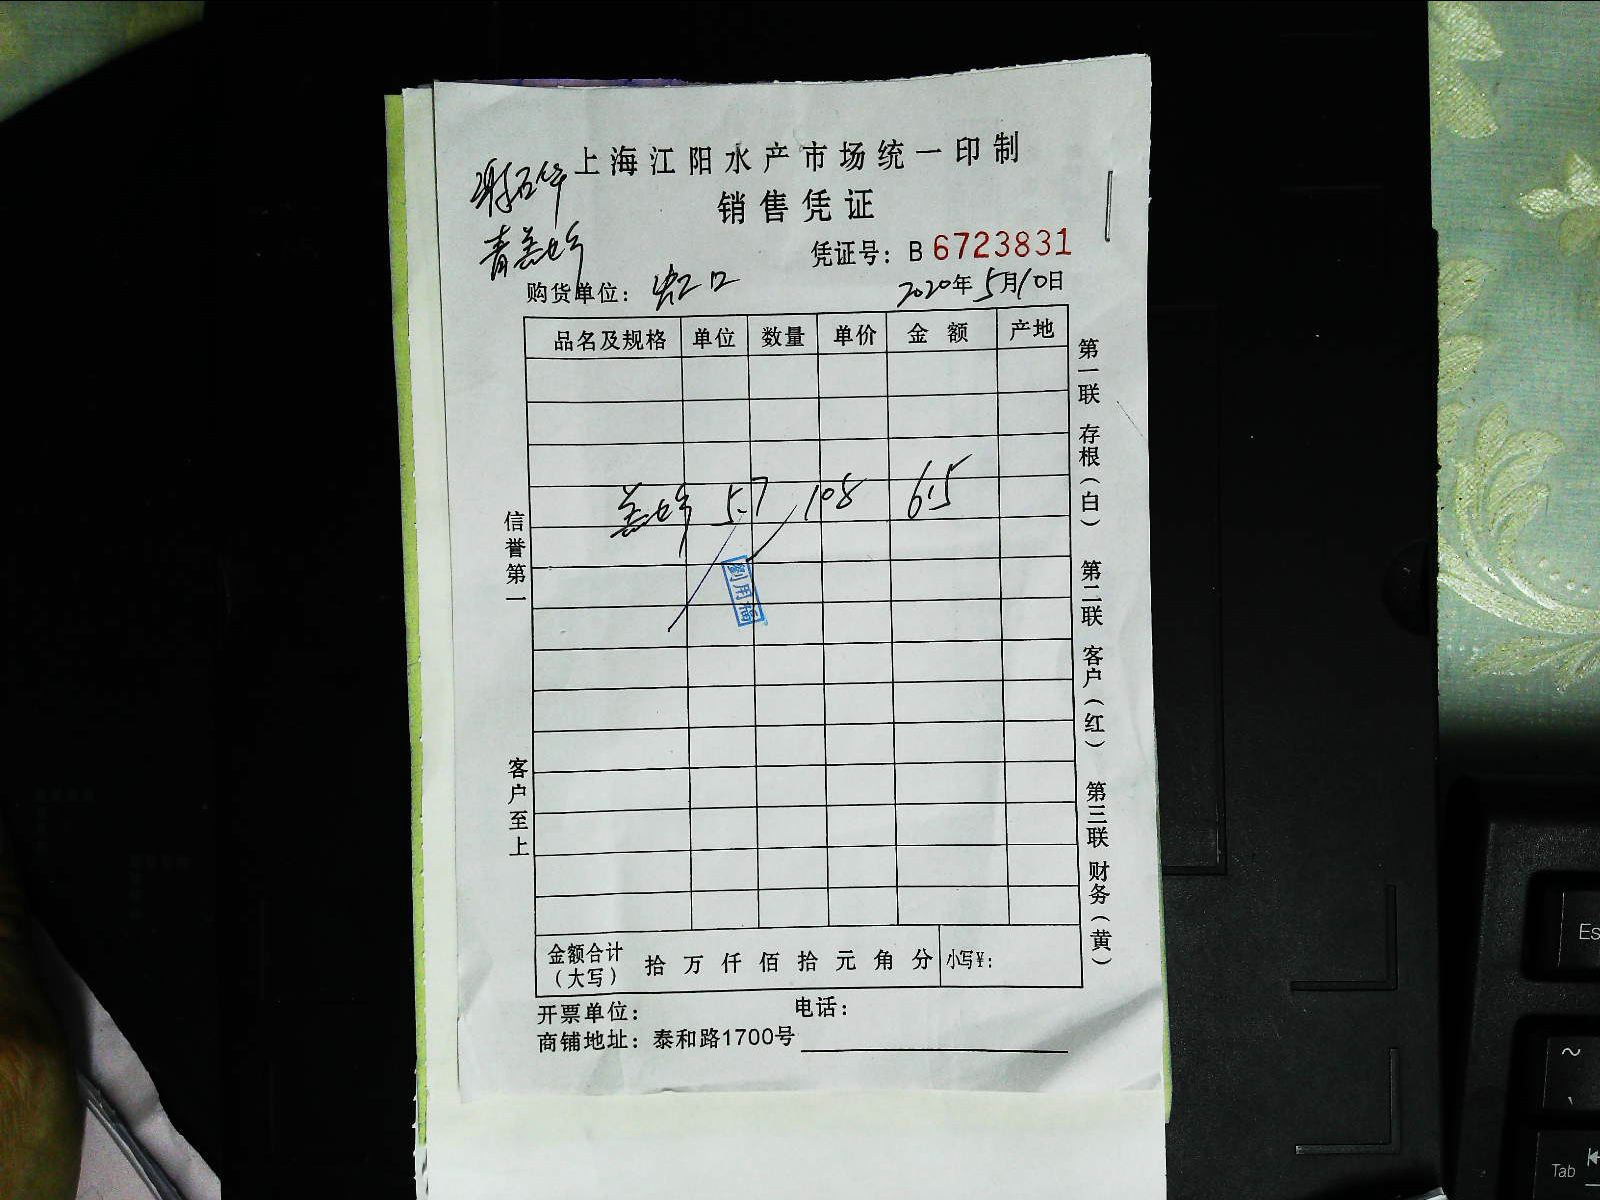 上海江阳水产市场统一印制
销售凭证
凭证号：B 6723831
购货单位：虹口
2020年5月10日
品名及规格 单位 数量 单价 金额 产地
5.7 108 615
信誉第一
客户至上
第一联 存根（白） 第二联 客户（红） 第三联 财务（黄）
金额合计（大写） 拾万仟佰拾元角分 小写¥：
开票单位： 电话：
商铺地址：泰和路1700号
Es
~
Tab